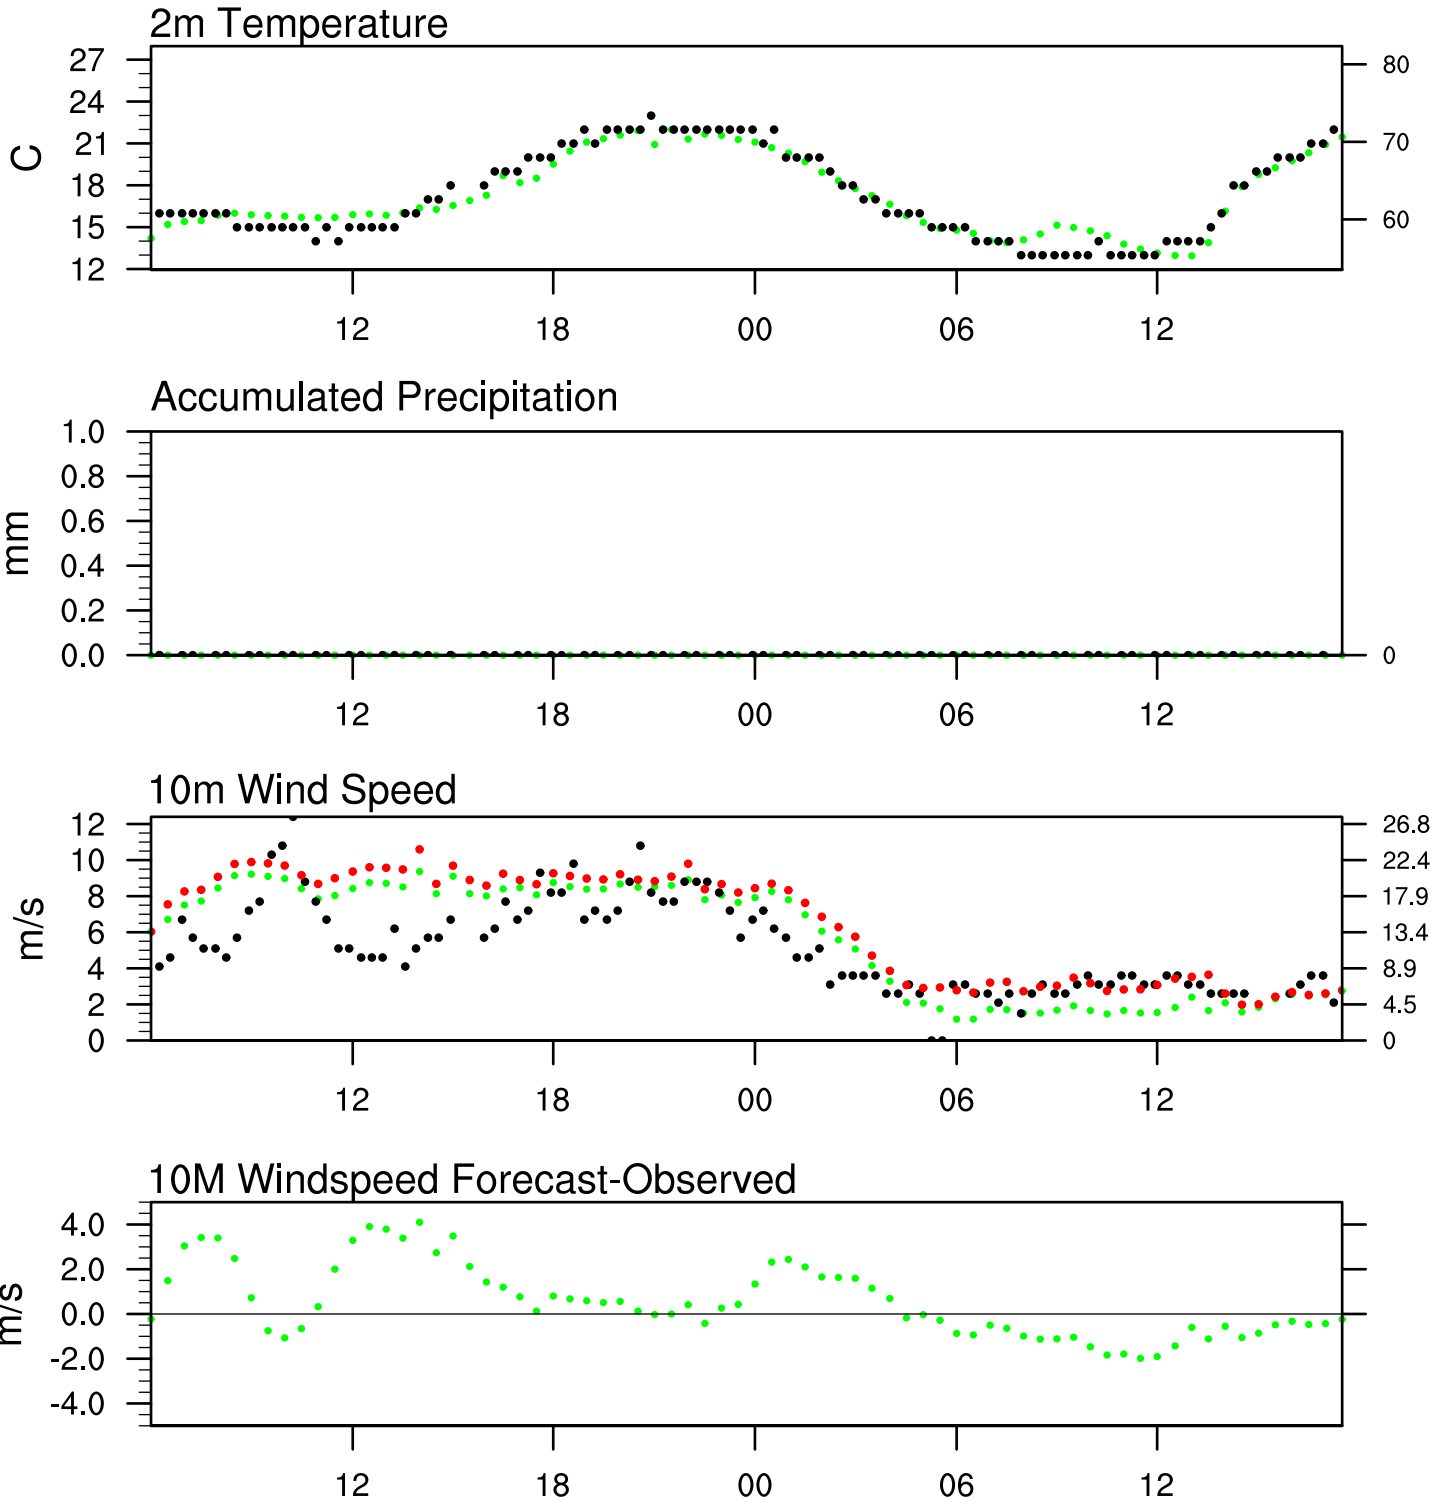 2m Temperature
27
24
21
18
15
12
C
80
70
60
12 18 00 06 12
Accumulated Precipitation
1.0
0.8
0.6
0.4
0.2
0.0
mm
0
12 18 00 06 12
10m Wind Speed
12
10
8
6
4
2
0
m/s
26.8
22.4
17.9
13.4
8.9
4.5
0
12 18 00 06 12
10M Windspeed Forecast-Observed
4.0
2.0
0.0
-2.0
-4.0
m/s
12 18 00 06 12